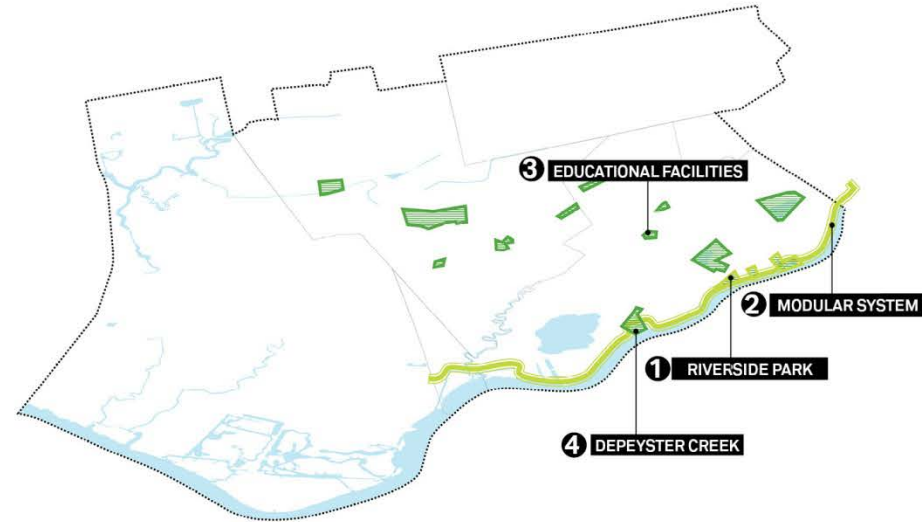 3 EDUCATIONAL FACILITIES
2 MODULAR SYSTEM
1 RIVERSIDE PARK
4 DEPEYSTER CREEK